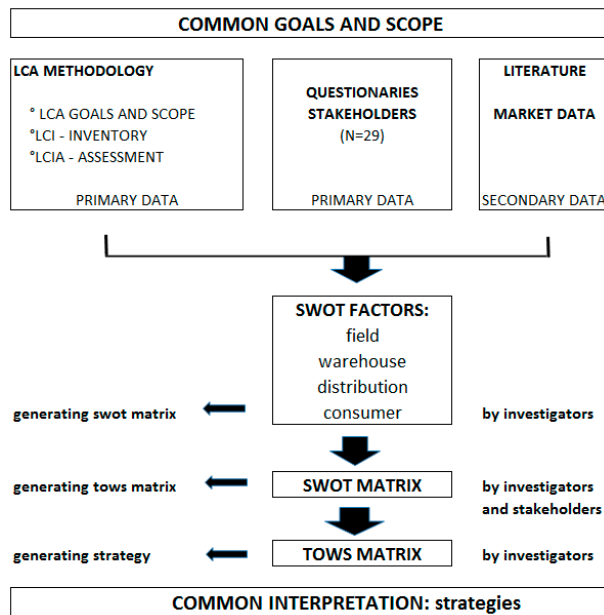 COMMON GOALS AND SCOPE
LCA METHODOLOGY
° LCA GOALS AND SCOPE
°LCI - INVENTORY
°LCIA - ASSESSMENT
PRIMARY DATA
QUESTIONARIES
STAKEHOLDERS
(N=29)
PRIMARY DATA
LITERATURE
MARKET DATA
SECONDARY DATA
SWOT FACTORS:
field
warehouse
distribution
consumer
generating swot matrix
by investigators
generating tows matrix
SWOT MATRIX
by investigators
and stakeholders
generating strategy
TOWS MATRIX
by investigators
COMMON INTERPRETATION: strategies